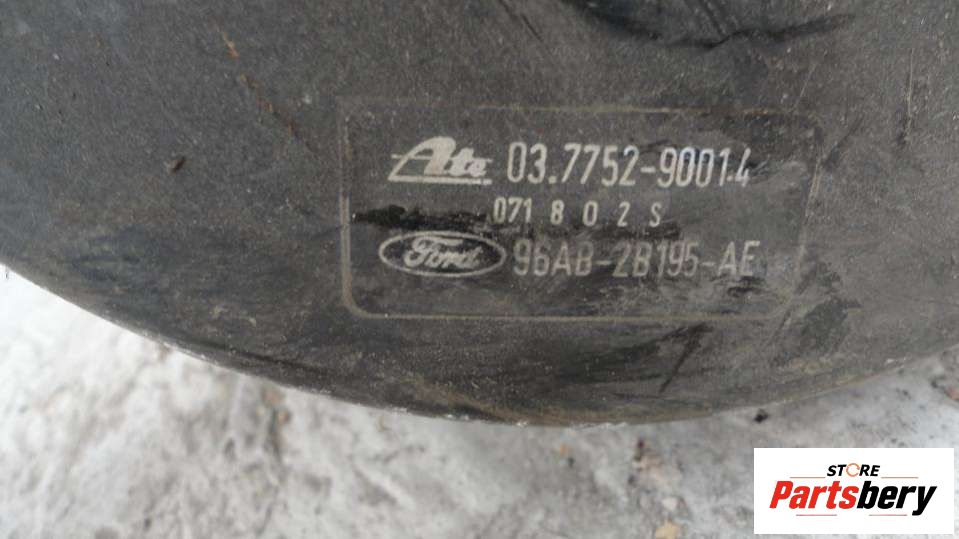 Ate 03.7752-9001.4
071 8 0 2 S
Ford 96AB-2B195-AE
STORE
Partsbery